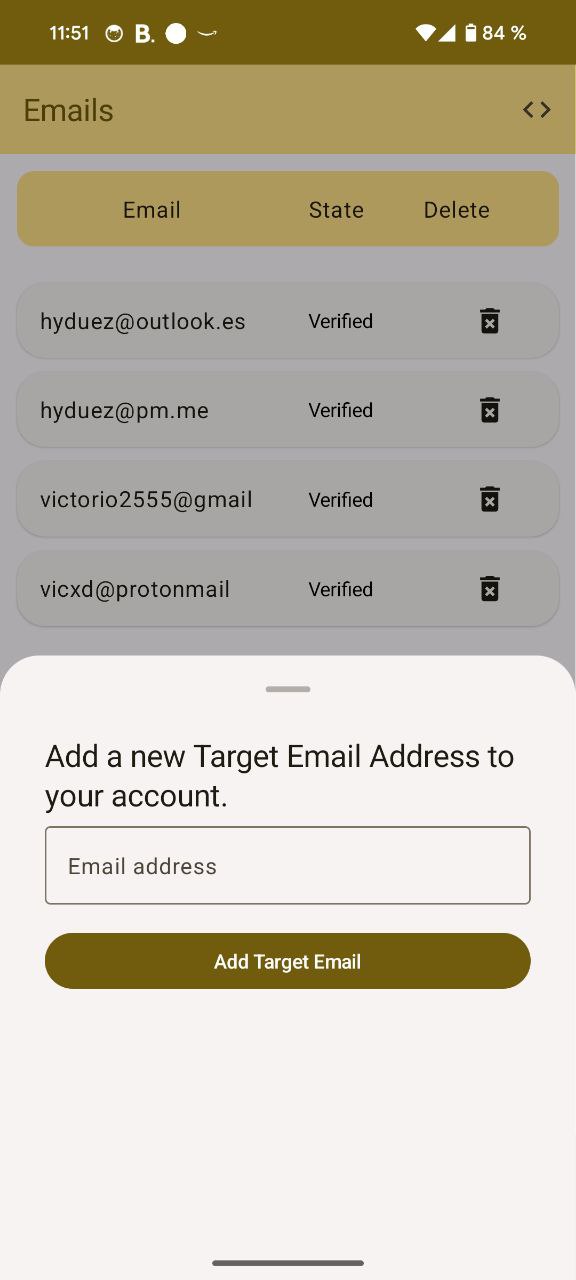 11:51 B. 84 %
Emails <>
Email State Delete
hyduez@outlook.es Verified
hyduez@pm.me Verified
victorio2555@gmail Verified
vicxd@protonmail Verified
Add a new Target Email Address to
your account.
Email address
Add Target Email